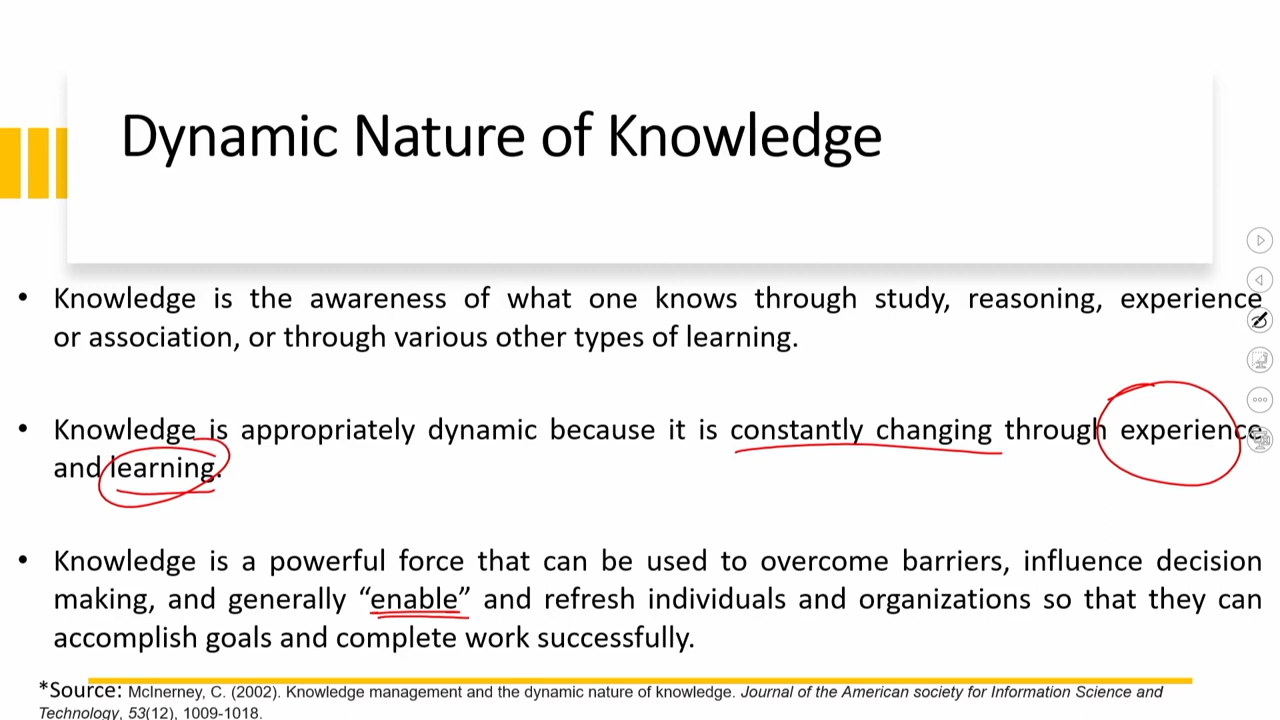 Dynamic Nature of Knowledge
• Knowledge is the awareness of what one knows through study, reasoning, experience
or association, or through various other types of learning.
• Knowledge is appropriately dynamic because it is constantly changing through experience
and learning.
• Knowledge is a powerful force that can be used to overcome barriers, influence decision
making, and generally “enable” and refresh individuals and organizations so that they can
accomplish goals and complete work successfully.
*Source: McInerney, C. (2002). Knowledge management and the dynamic nature of knowledge. Journal of the American society for Information Science and
Technology, 53(12), 1009-1018.